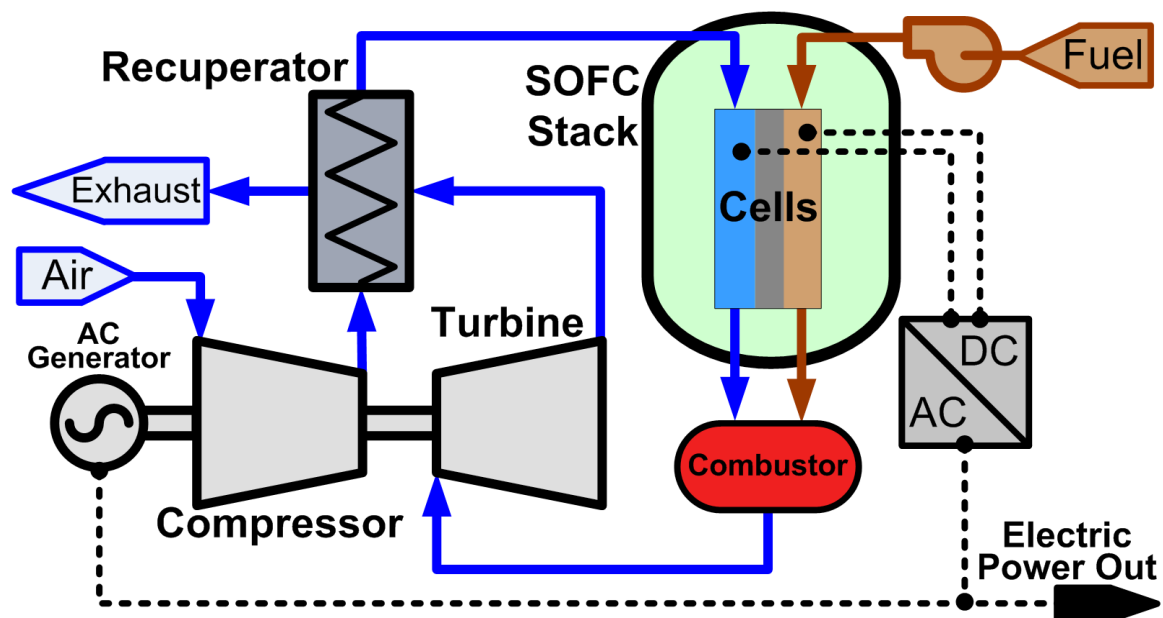 Recuperator
SOFC
Stack
Fuel
Exhaust
Cells
Air
AC
Generator
Turbine
DC
AC
Combustor
Compressor
Electric
Power Out